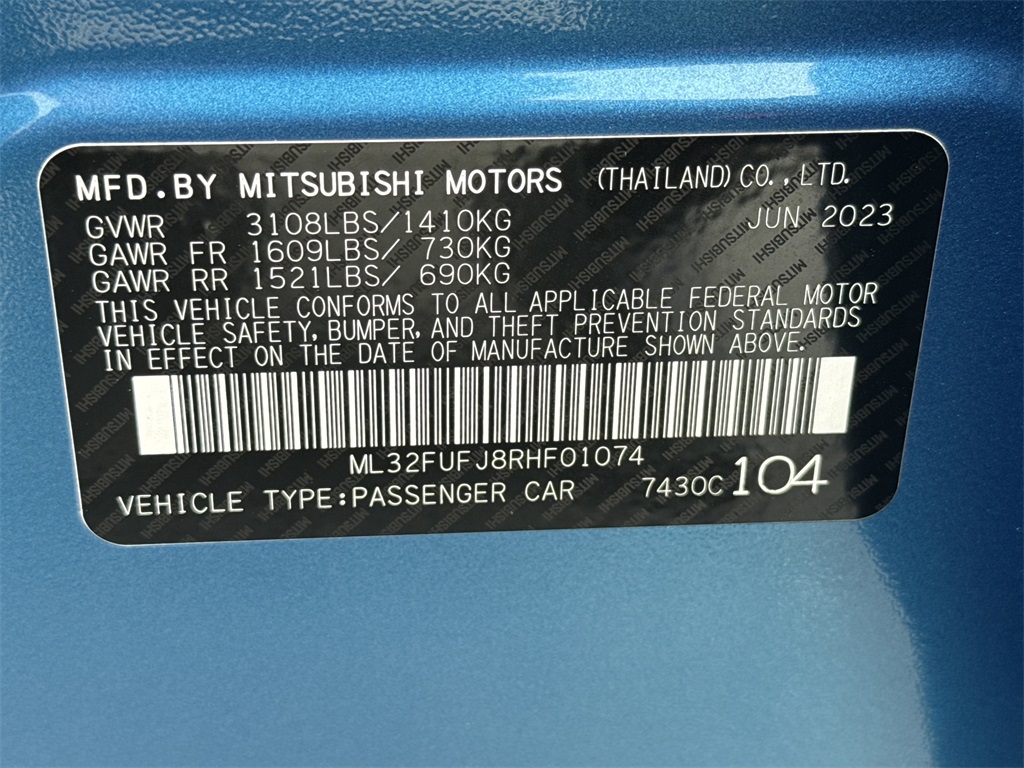 MFD.BY MITSUBISHI MOTORS (THAILAND) CO.,LTD.
GVWR 3108LBS/1410KG JUN 2023
GAWR FR 1609LBS/ 730KG
GAWR RR 1521LBS/ 690KG
THIS VEHICLE CONFORMS TO ALL APPLICABLE FEDERAL MOTOR
VEHICLE SAFETY, BUMPER, AND THEFT PREVENTION STANDARDS
IN EFFECT ON THE DATE OF MANUFACTURE SHOWN ABOVE.
ML32FUFJ8RHF01074
VEHICLE TYPE:PASSENGER CAR 7430C 104